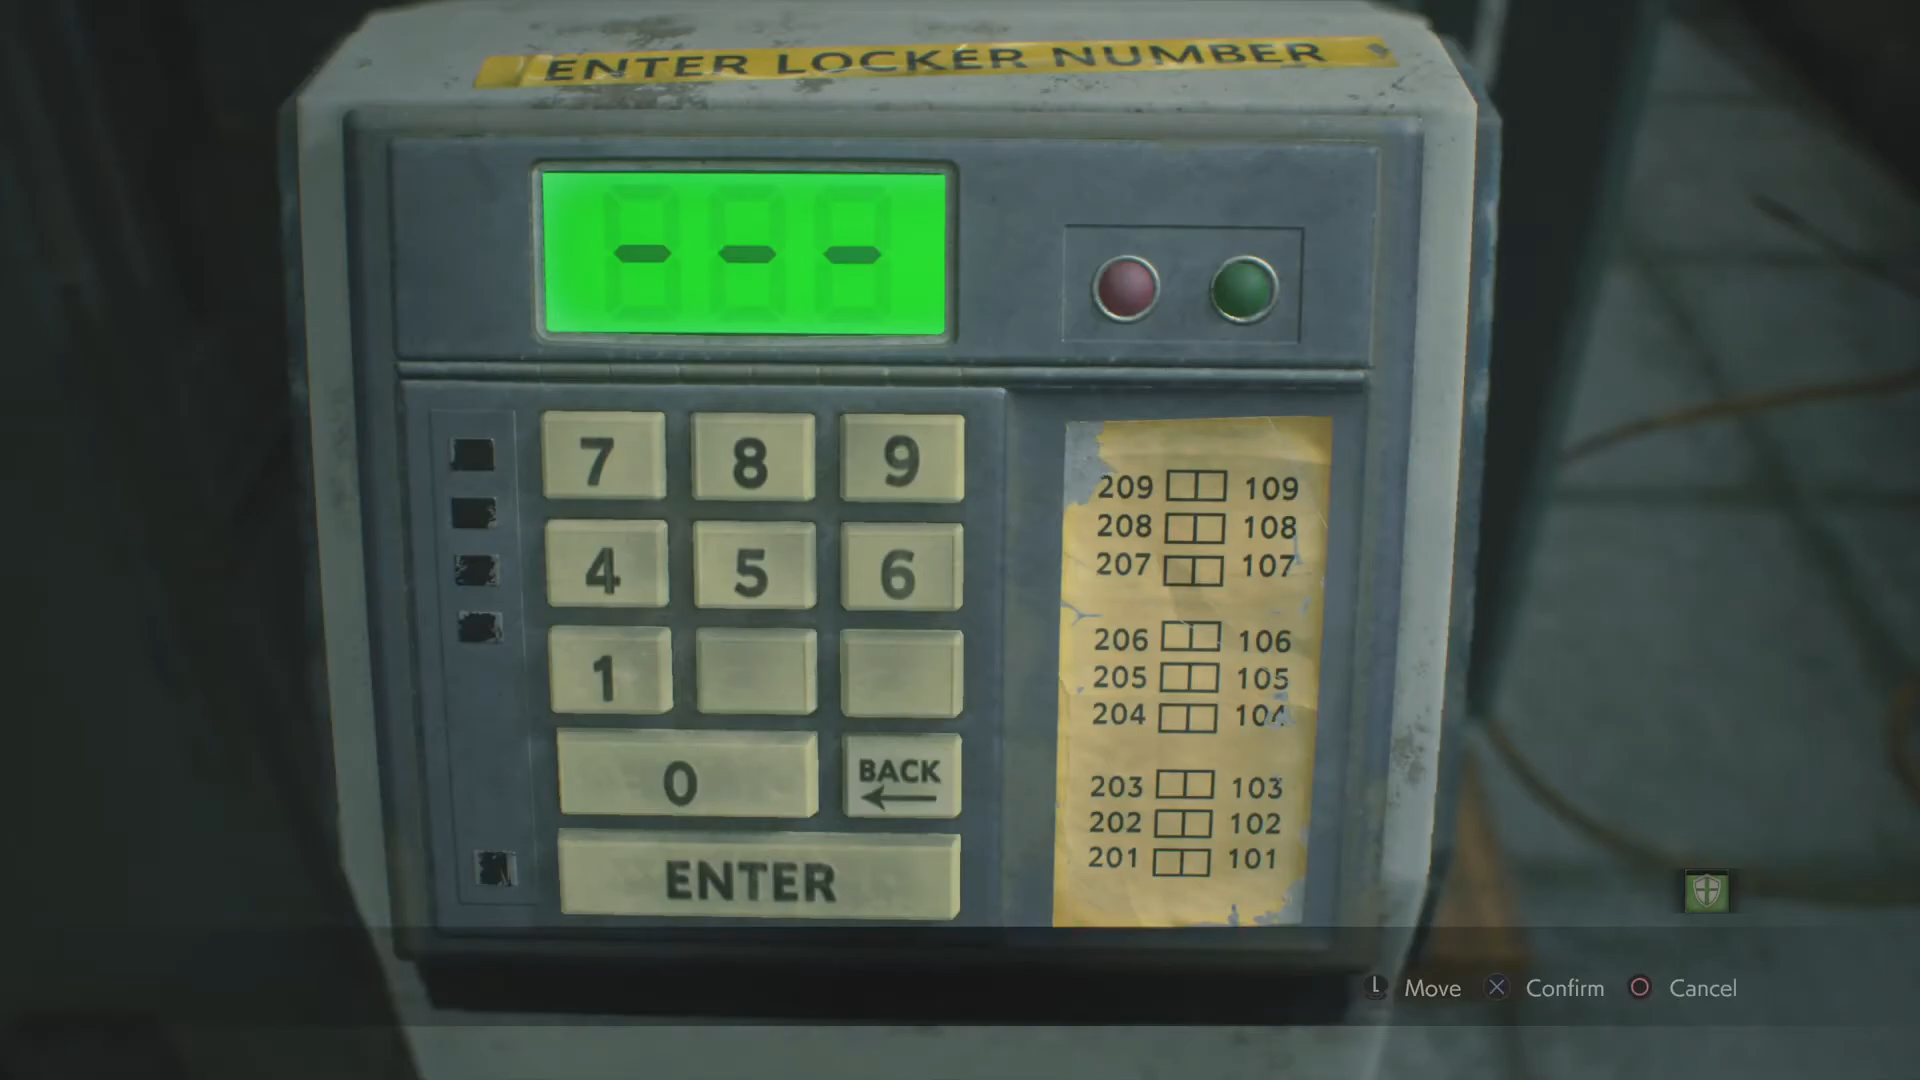 ENTER LOCKER NUMBER
- - -
7 8 9
4 5 6
1
0 BACK
ENTER
209 109
208 108
207 107
206 106
205 105
204 104
203 103
202 102
201 101
L Move Confirm Cancel